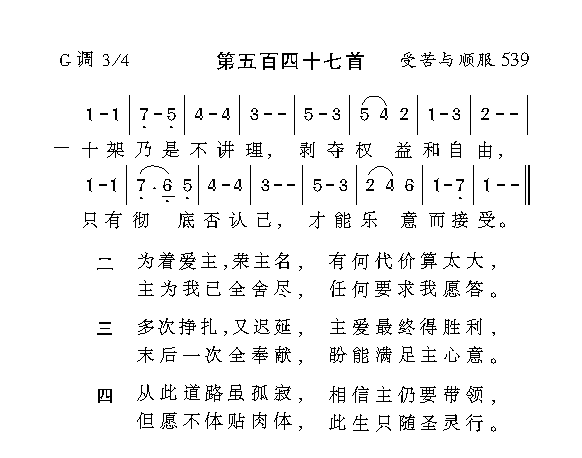 G调 3/4 第五百四十七首 受苦与顺服 539
1-1 | 7-5 | 4-4 | 3-- | 5-3 | 5 4 2 | 1-3 | 2-- |
一 十架乃是不讲理， 剥夺权 益和自由，
1-1 | 7·6 5 | 4-4 | 3-- | 5-3 | 2 4 6 | 1-7 | 1-- ‖
只有彻 底否认己， 才能乐 意而接受。
二 为着爱主，荣主名， 有何代价算太大，
主为我已全舍尽， 任何要求我愿答。
三 多次挣扎，又迟延， 主爱最终得胜利，
末后一次全奉献， 盼能满足主心意。
四 从此道路虽孤寂， 相信主仍要带领，
但愿不体贴肉体， 此生只随圣灵行。